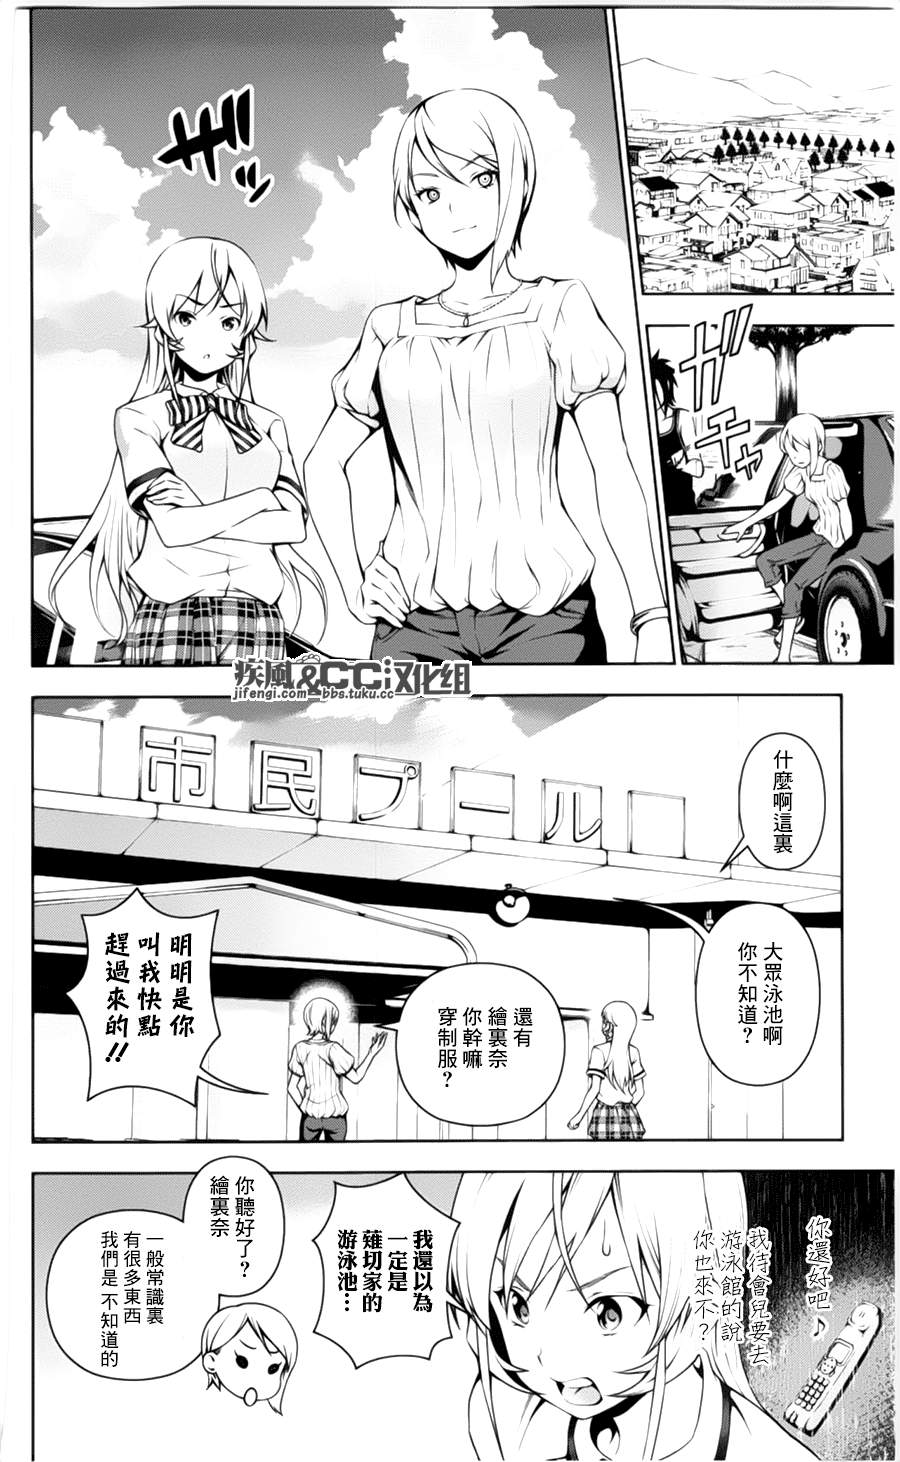 ガチャ
ザッ
疾風&CC汉化组
jifengi.com_bbs.tuku.cc
市民プール
什麼啊這裏
大眾泳池啊
你不知道?
還有
繪裏奈
你幹嘛
穿制服?
明明是你
叫我快點
趕過來的!!
你還好吧♪
我待會兒要去
游泳館的說
你也來不?
我還以為
一定是
薙切家的
游泳池…
你聽好了?
繪裏奈
一般常識裏
有很多東西
我們是不知道的